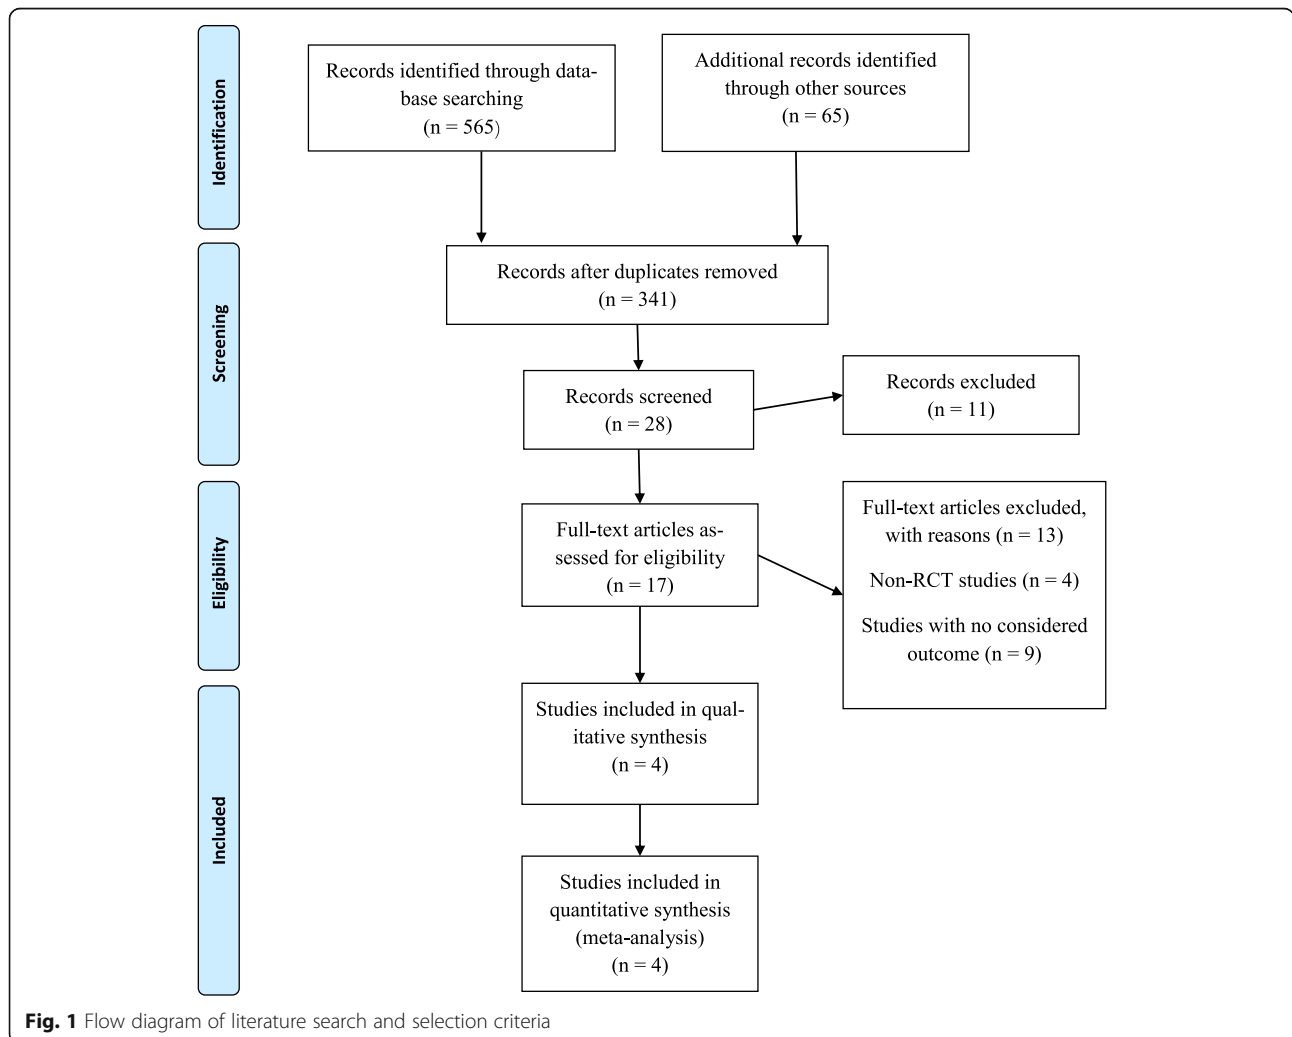 Identification
Records identified through data-
base searching
(n = 565)
Additional records identified
through other sources
(n = 65)
Screening
Records after duplicates removed
(n = 341)
Records screened
(n = 28)
Records excluded
(n = 11)
Eligibility
Full-text articles as-
sessed for eligibility
(n = 17)
Full-text articles excluded,
with reasons (n = 13)
Non-RCT studies (n = 4)
Studies with no considered
outcome (n = 9)
Included
Studies included in qual-
itative synthesis
(n = 4)
Studies included in
quantitative synthesis
(meta-analysis)
(n = 4)
Fig. 1 Flow diagram of literature search and selection criteria